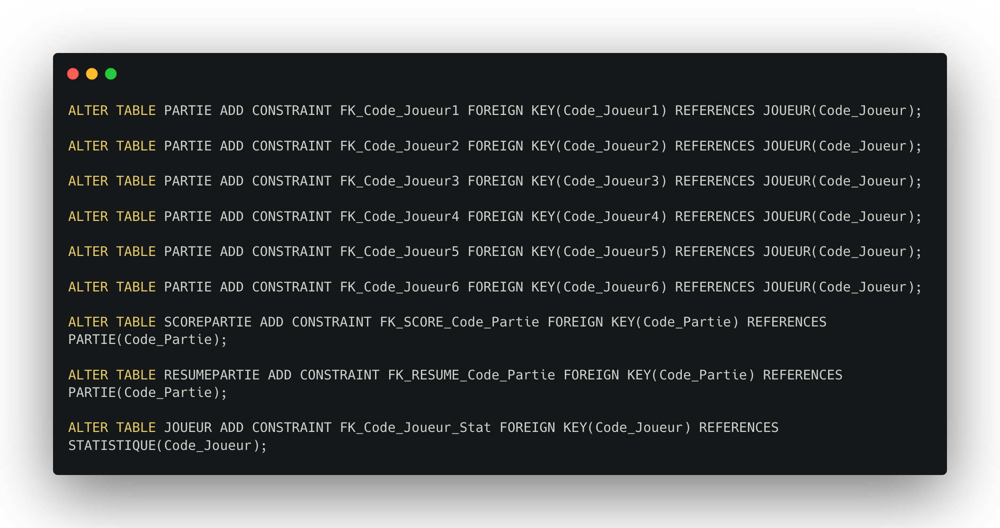 ALTER TABLE PARTIE ADD CONSTRAINT FK_Code_Joueur1 FOREIGN KEY(Code_Joueur1) REFERENCES JOUEUR(Code_Joueur);
ALTER TABLE PARTIE ADD CONSTRAINT FK_Code_Joueur2 FOREIGN KEY(Code_Joueur2) REFERENCES JOUEUR(Code_Joueur);
ALTER TABLE PARTIE ADD CONSTRAINT FK_Code_Joueur3 FOREIGN KEY(Code_Joueur3) REFERENCES JOUEUR(Code_Joueur);
ALTER TABLE PARTIE ADD CONSTRAINT FK_Code_Joueur4 FOREIGN KEY(Code_Joueur4) REFERENCES JOUEUR(Code_Joueur);
ALTER TABLE PARTIE ADD CONSTRAINT FK_Code_Joueur5 FOREIGN KEY(Code_Joueur5) REFERENCES JOUEUR(Code_Joueur);
ALTER TABLE PARTIE ADD CONSTRAINT FK_Code_Joueur6 FOREIGN KEY(Code_Joueur6) REFERENCES JOUEUR(Code_Joueur);
ALTER TABLE SCOREPARTIE ADD CONSTRAINT FK_SCORE_Code_Partie FOREIGN KEY(Code_Partie) REFERENCES
PARTIE(Code_Partie);
ALTER TABLE RESUMEPARTIE ADD CONSTRAINT FK_RESUME_Code_Partie FOREIGN KEY(Code_Partie) REFERENCES
PARTIE(Code_Partie);
ALTER TABLE JOUEUR ADD CONSTRAINT FK_Code_Joueur_Stat FOREIGN KEY(Code_Joueur) REFERENCES
STATISTIQUE(Code_Joueur);